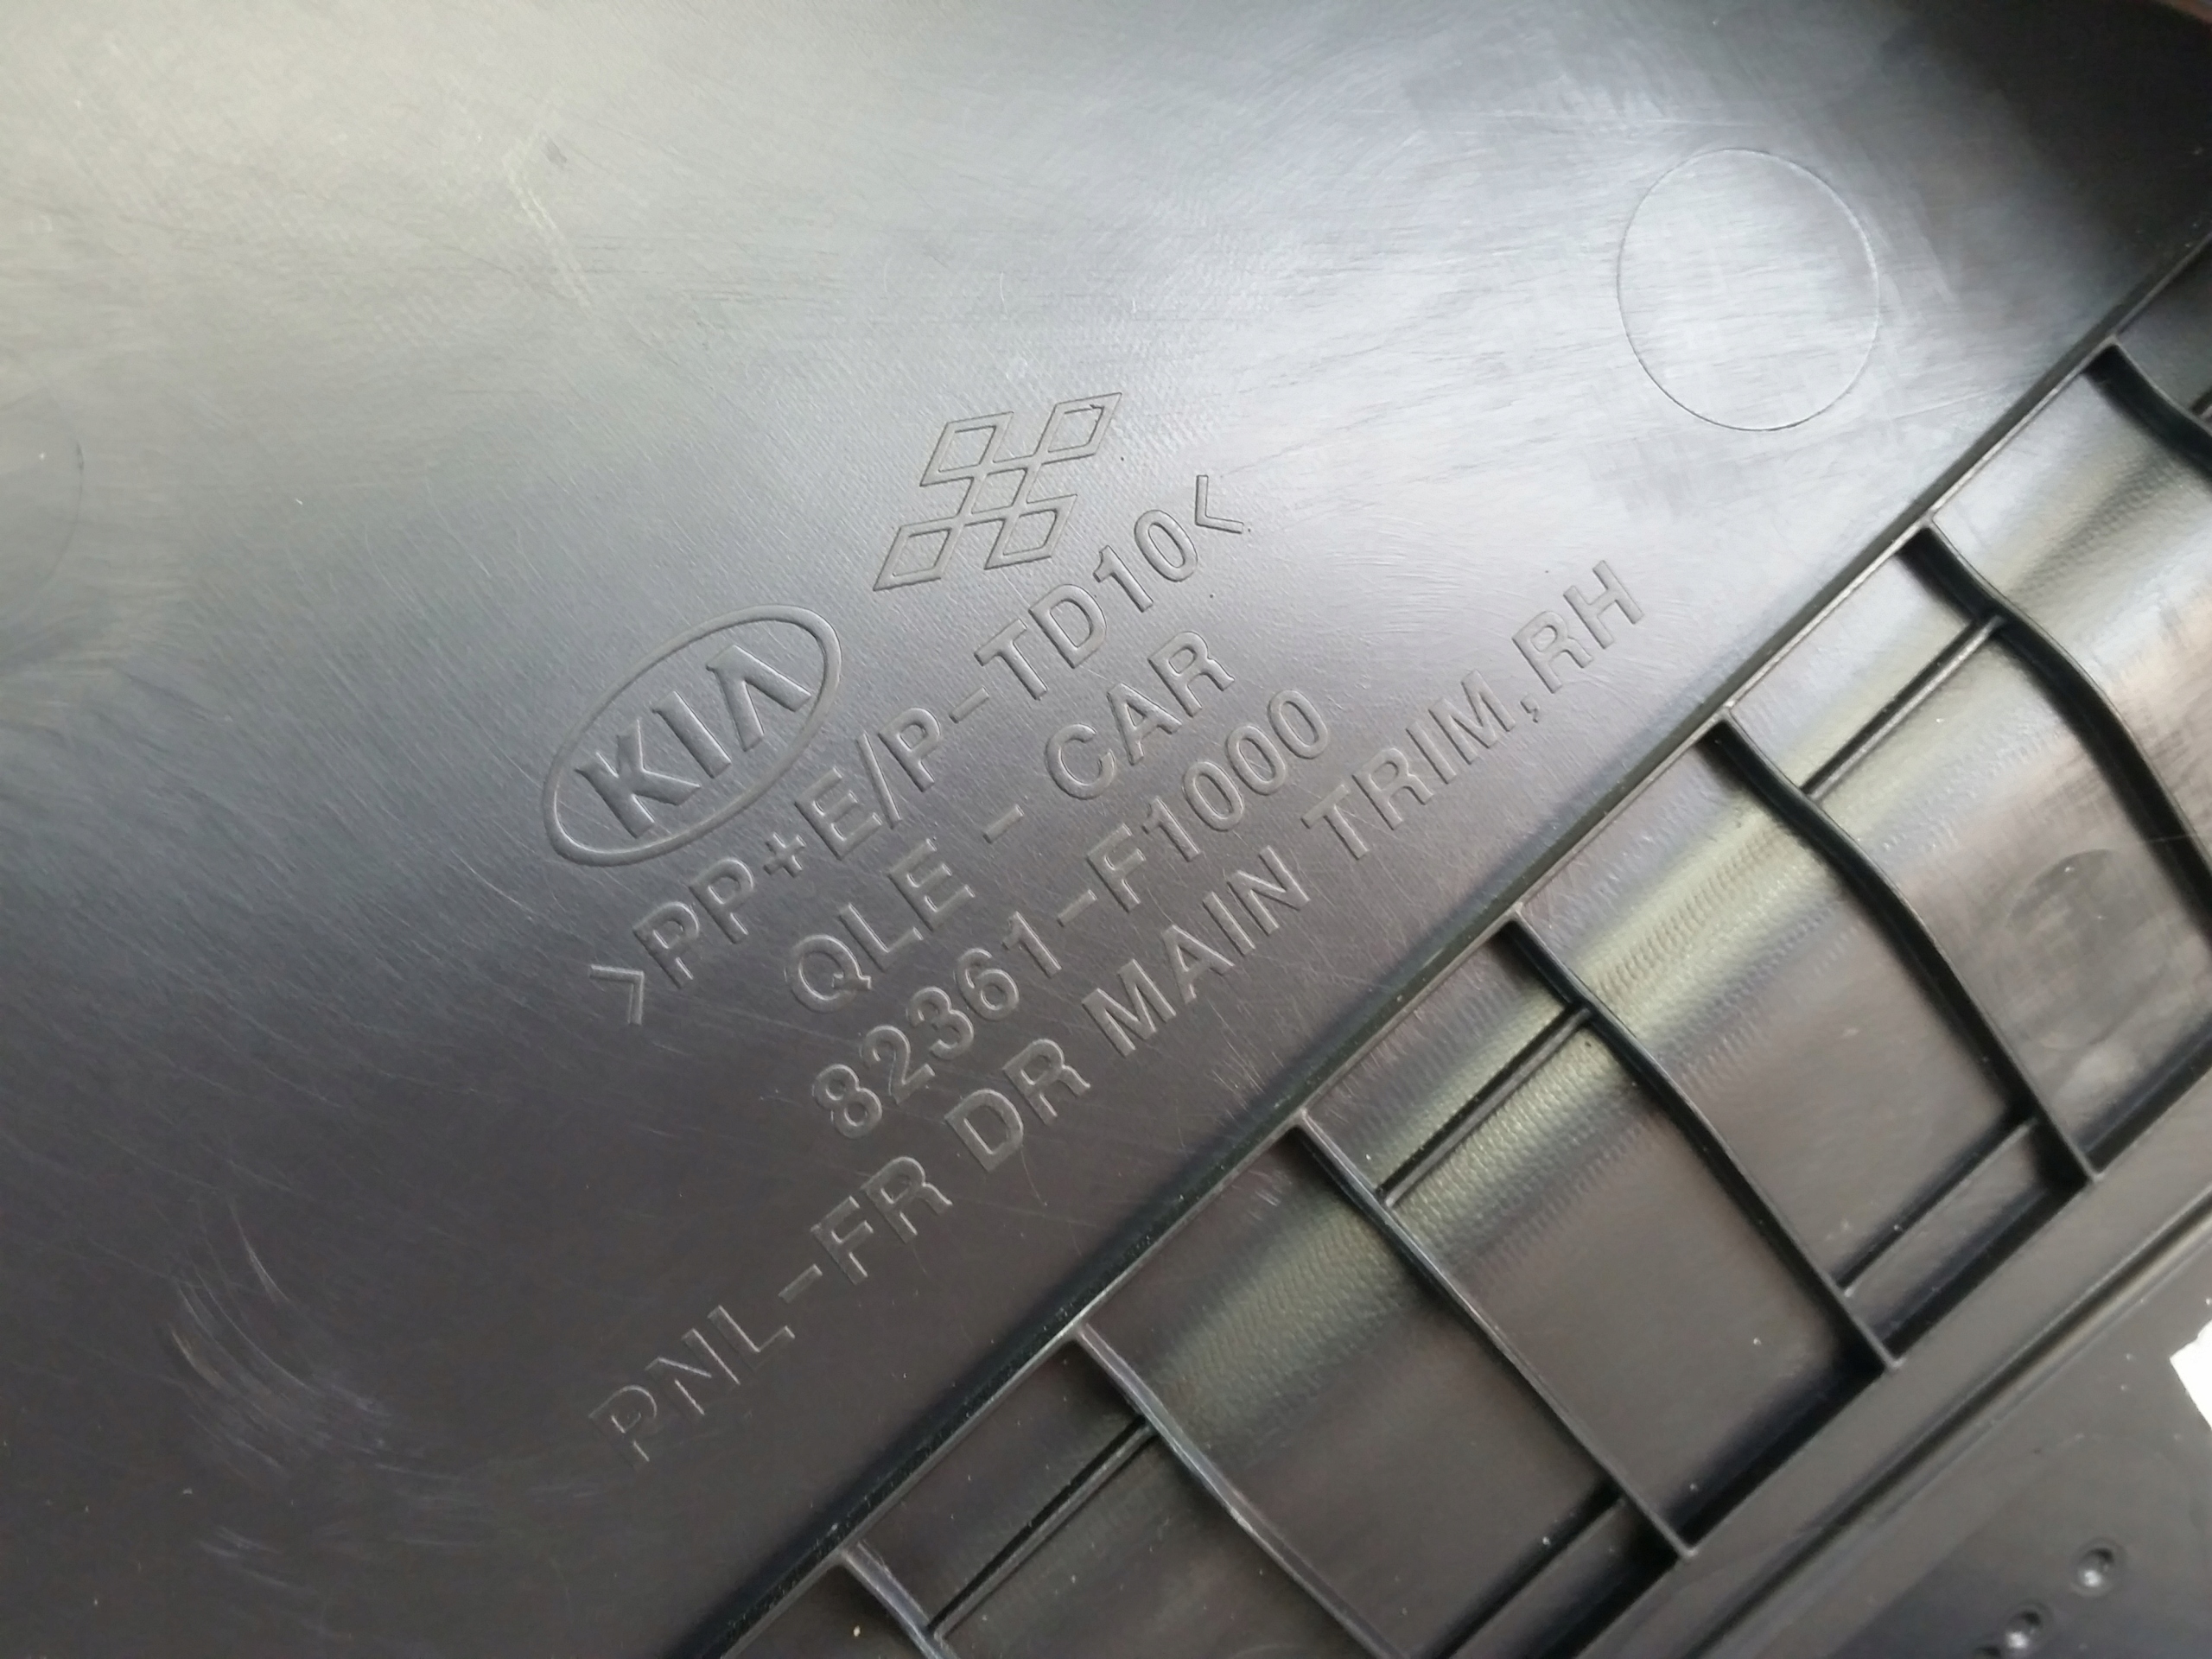 KIA
>PP+E/P-TD10<
QLE - CAR
82361-F1000
PNL-FR DR MAIN TRIM,RH